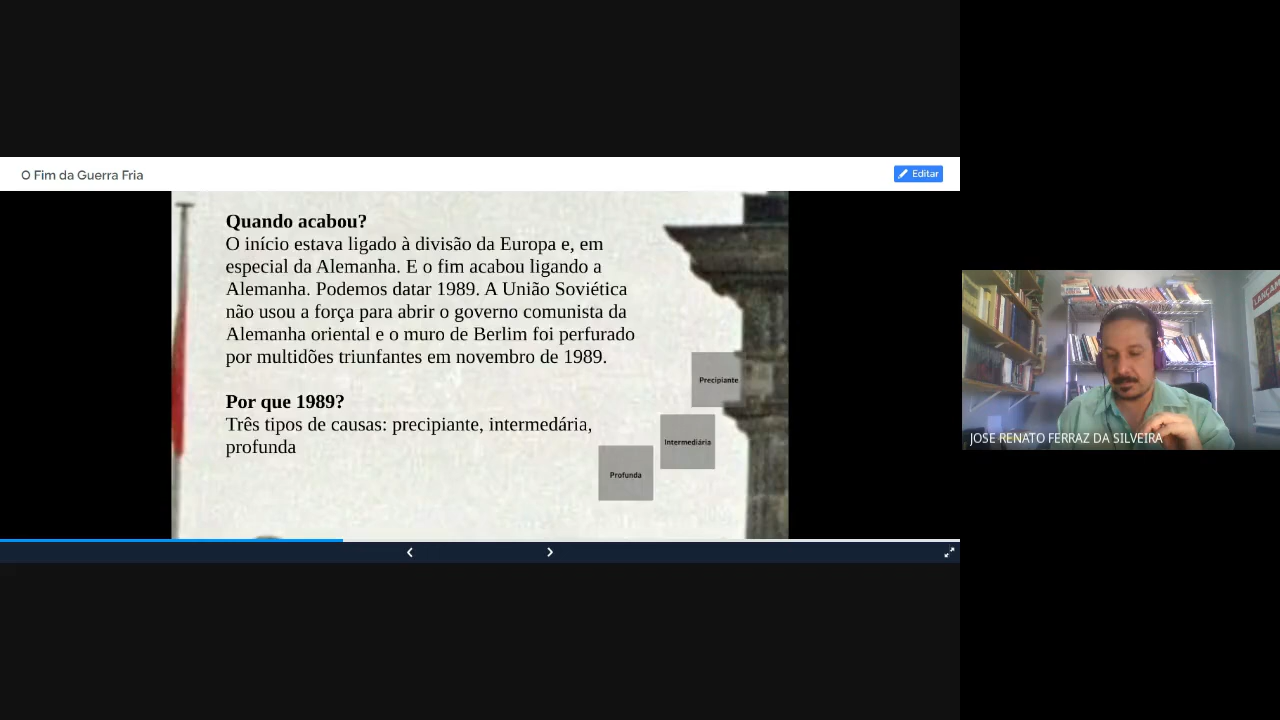 O Fim da Guerra Fria
Editar
Quando acabou?
O início estava ligado à divisão da Europa e, em
especial da Alemanha. E o fim acabou ligando a
Alemanha. Podemos datar 1989. A União Soviética
não usou a força para abrir o governo comunista da
Alemanha oriental e o muro de Berlim foi perfurado
por multidões triunfantes em novembro de 1989.
Por que 1989?
Três tipos de causas: precipiante, intermedária,
profunda
Precipiante
Intermediária
Profunda
LANÇAM
JOSE RENATO FERRAZ DA SILVEIRA